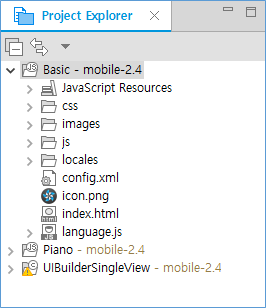 Project Explorer
Basic - mobile-2.4
JavaScript Resources
css
images
js
locales
config.xml
icon.png
index.html
language.js
Piano - mobile-2.4
UIBuilderSingleView - mobile-2.4